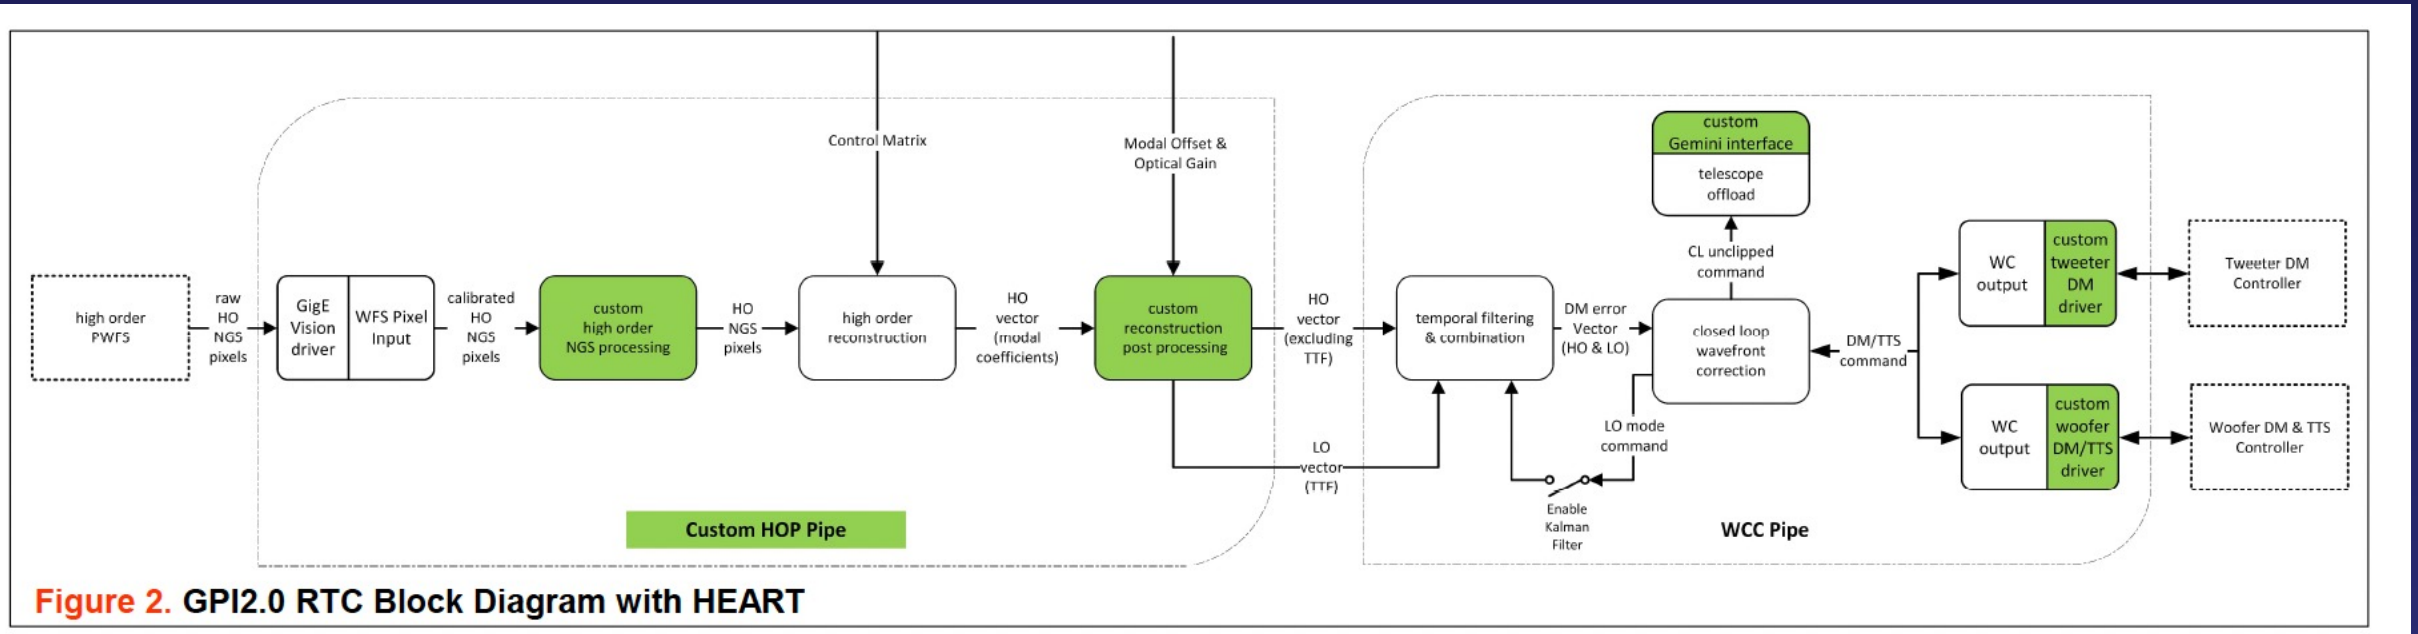 Control Matrix
Modal Offset &
Optical Gain
high order
PWFS
raw
HO
NGS
pixels
GigE
Vision
driver
WFS Pixel
Input
calibrated
HO
NGS
pixels
custom
high order
NGS processing
HO
NGS
pixels
high order
reconstruction
HO
vector
(modal
coefficients)
custom
reconstruction
post processing
HO
vector
(excluding
TTF)
LO
vector
(TTF)
Custom HOP Pipe
temporal filtering
& combination
DM error
Vector
(HO & LO)
custom
Gemini interface
telescope
offload
CL unclipped
command
closed loop
wavefront
correction
LO mode
command
Enable
Kalman
Filter
DM/TTS
command
WC
output
custom
tweeter
DM
driver
Tweeter DM
Controller
WC
output
custom
woofer
DM/TTS
driver
Woofer DM & TTS
Controller
WCC Pipe
Figure 2. GPI2.0 RTC Block Diagram with HEART